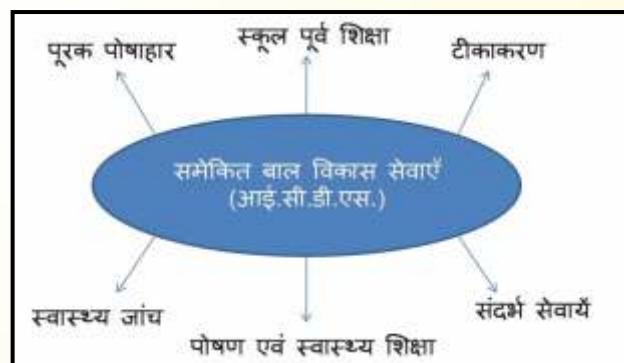 पूरक पोषाहार
स्कूल पूर्व शिक्षा
टीकाकरण
समेकित बाल विकास सेवाएँ
(आई.सी.डी.एस.)
स्वास्थ्य जांच
पोषण एवं स्वास्थ्य शिक्षा
संदर्भ सेवायें